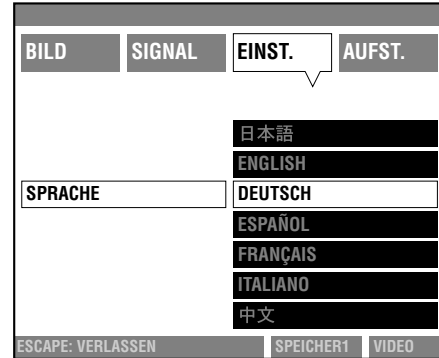 BILD SIGNAL EINST. AUFST.
日本語
ENGLISH
SPRACHE DEUTSCH
ESPAÑOL
FRANÇAIS
ITALIANO
中文
ESCAPE: VERLASSEN SPEICHER1 VIDEO